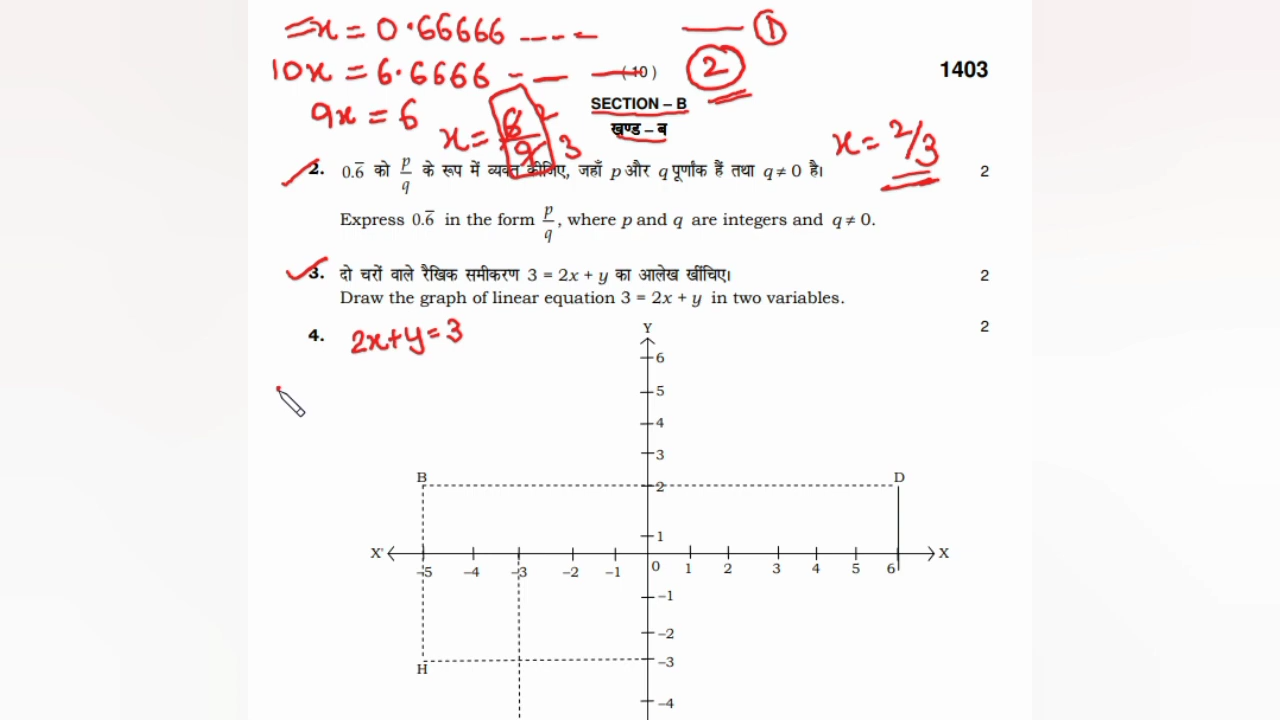 =x = 0.66666 ---- —— ①
10x = 6.6666 --— ( 10 ) ② 1403
9x = 6
SECTION – B
x = 6/9 2 3
खण्ड – ब
x = 2/3
2. 0.6̅ को p/q के रूप में व्यक्त कीजिए, जहाँ p और q पूर्णांक हैं तथा q ≠ 0 है। 2
Express 0.6̅ in the form p/q, where p and q are integers and q ≠ 0.
3. दो चरों वाले रैखिक समीकरण 3 = 2x + y का आलेख खींचिए। 2
Draw the graph of linear equation 3 = 2x + y in two variables.
4. 2x+y=3 2
Y
6
5
4
3
B D
2
1
X' X
–5 –4 –3 –2 –1 0 1 2 3 4 5 6
–1
–2
–3
H
–4